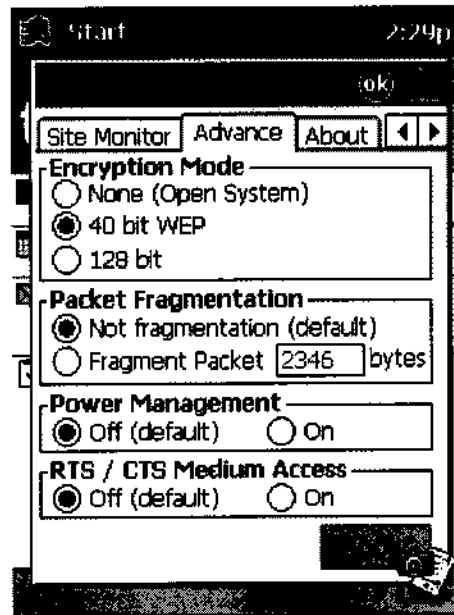 Start 2:29p
ok
Site Monitor Advance About
Encryption Mode
None (Open System)
40 bit WEP
128 bit
Packet Fragmentation
Not fragmentation (default)
Fragment Packet 2346 bytes
Power Management
Off (default) On
RTS / CTS Medium Access
Off (default) On